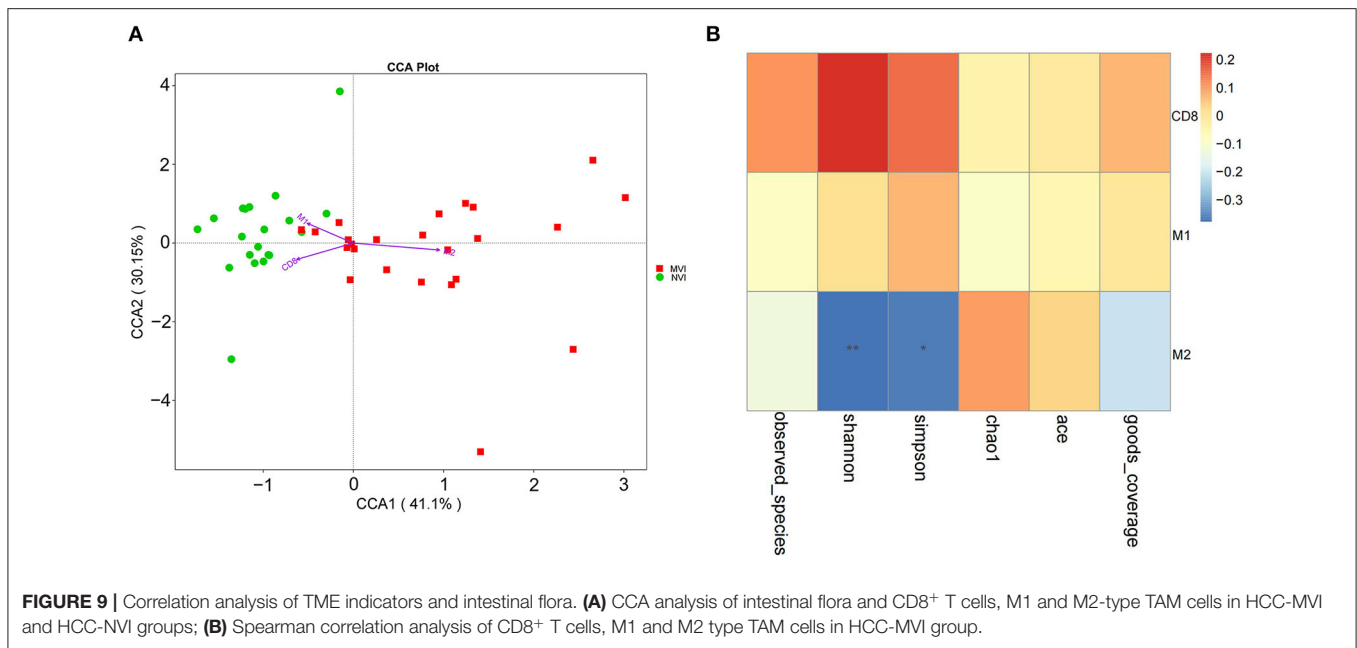 A
CCA Plot
4
2
0
−2
−4
CCA2 ( 30.15% )
M1
CD8
M2
−1
0
1
2
3
CCA1 ( 41.1% )
MVI
NVI
B
CD8
M1
M2
** *
observed_species
shannon
simpson
chao1
ace
goods_coverage
0.2
0.1
0
−0.1
−0.2
−0.3
FIGURE 9 | Correlation analysis of TME indicators and intestinal flora. (A) CCA analysis of intestinal flora and CD8+ T cells, M1 and M2-type TAM cells in HCC-MVI
and HCC-NVI groups; (B) Spearman correlation analysis of CD8+ T cells, M1 and M2 type TAM cells in HCC-MVI group.